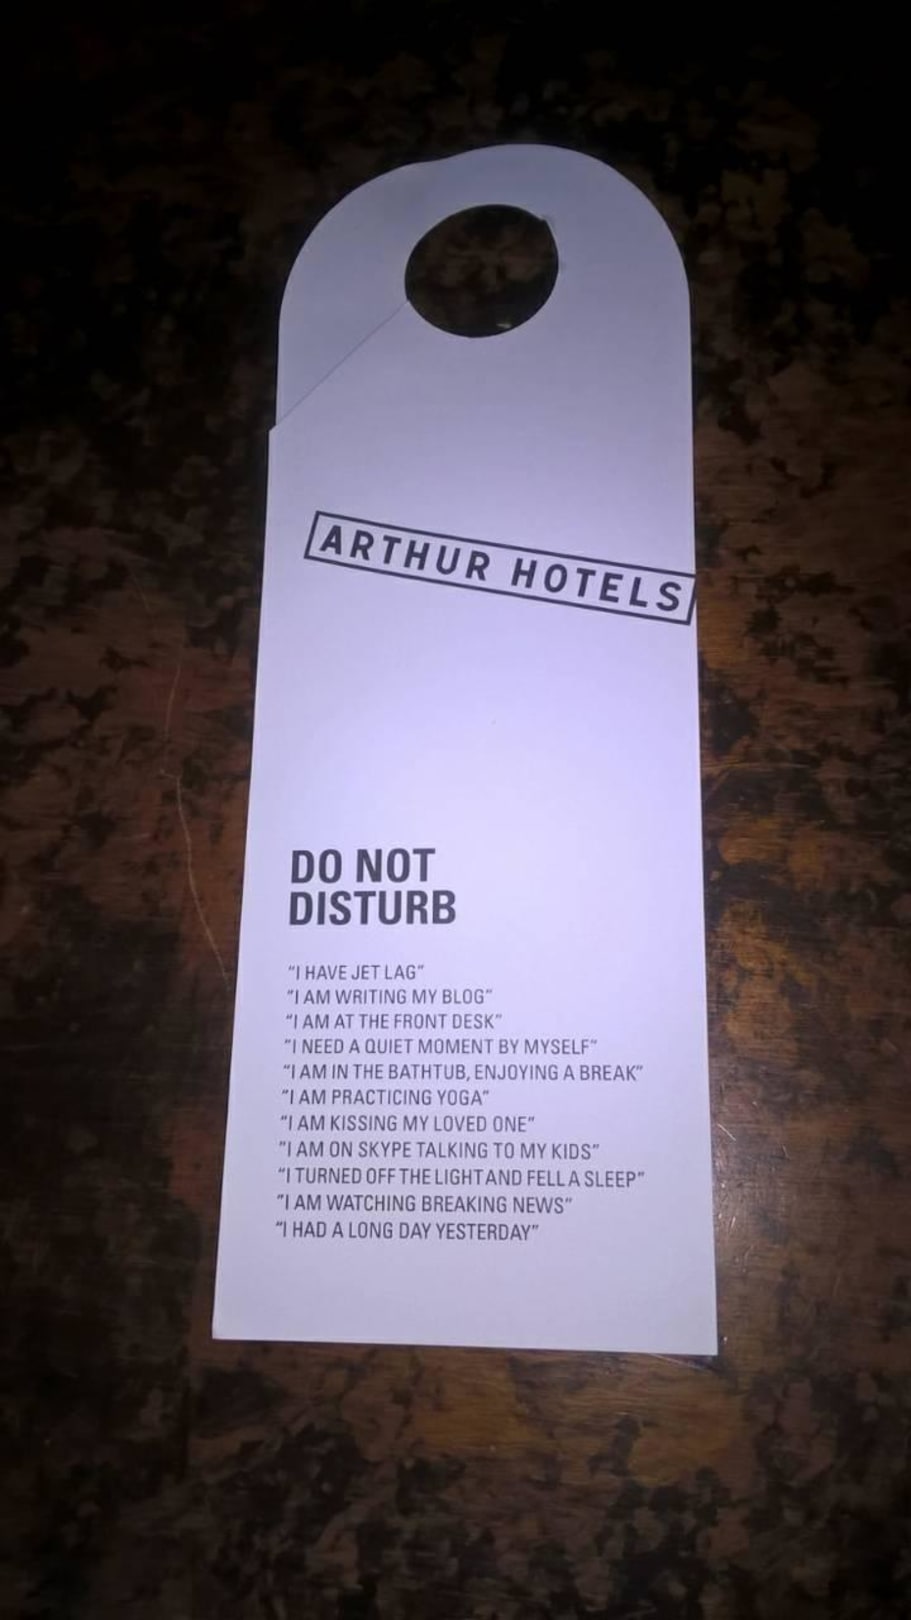 ARTHUR HOTELS
DO NOT
DISTURB
"I HAVE JET LAG"
"I AM WRITING MY BLOG"
"I AM AT THE FRONT DESK"
"I NEED A QUIET MOMENT BY MYSELF"
"I AM IN THE BATHTUB, ENJOYING A BREAK"
"I AM PRACTICING YOGA"
"I AM KISSING MY LOVED ONE"
"I AM ON SKYPE TALKING TO MY KIDS"
"I TURNED OFF THE LIGHT AND FELL A SLEEP"
"I AM WATCHING BREAKING NEWS"
"I HAD A LONG DAY YESTERDAY"